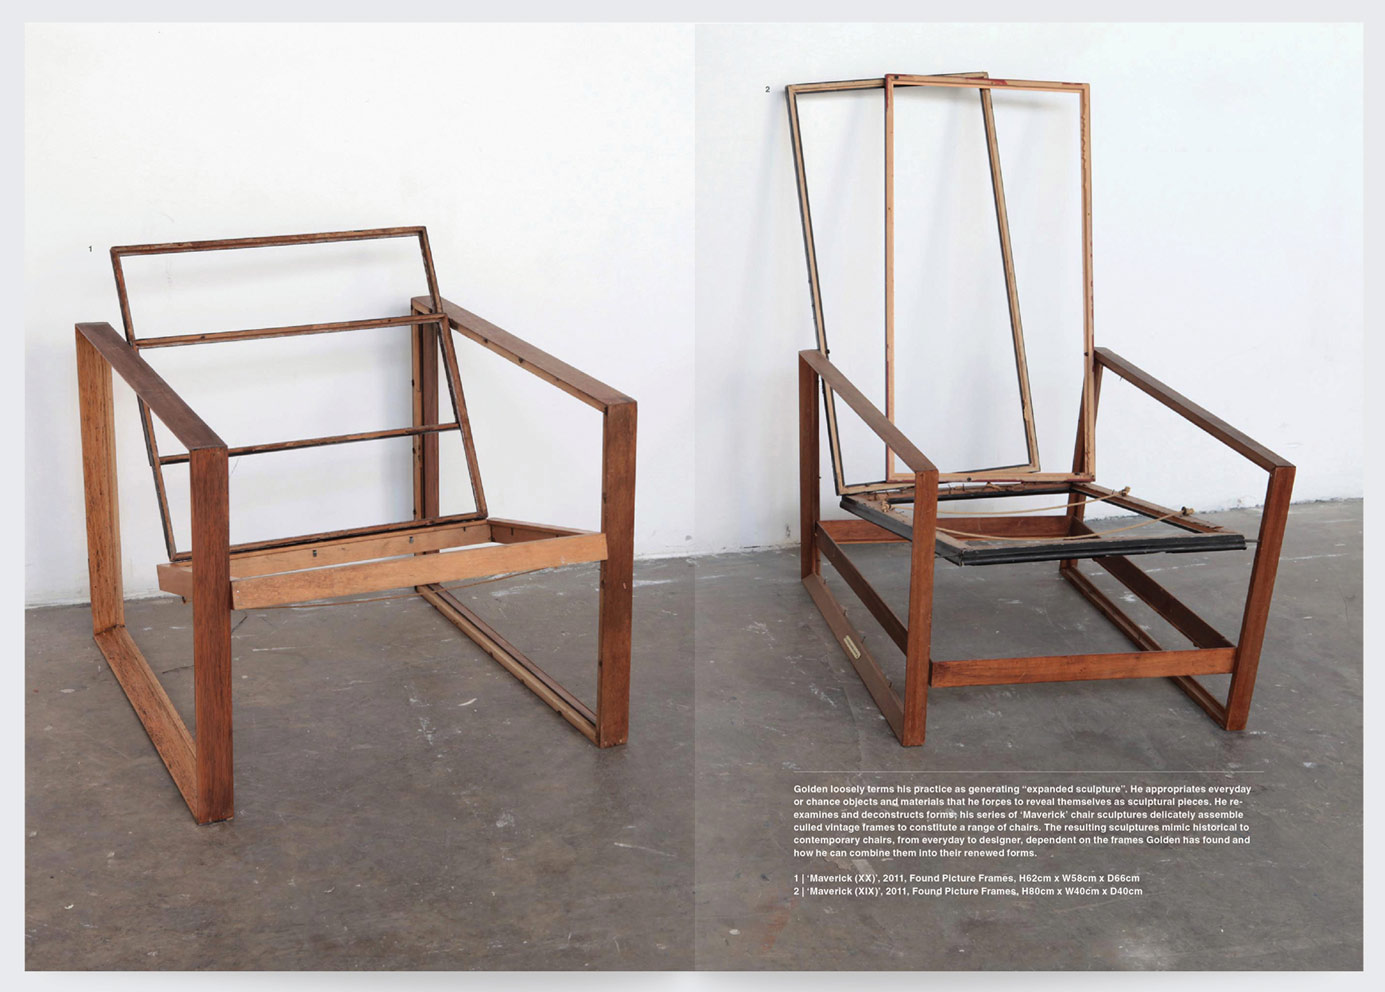 1
2
Golden loosely terms his practice as generating “expanded sculpture”. He appropriates everyday
or chance objects and materials that he forces to reveal themselves as sculptural pieces. He re-
examines and deconstructs forms; his series of ‘Maverick’ chair sculptures delicately assemble
culled vintage frames to constitute a range of chairs. The resulting sculptures mimic historical to
contemporary chairs, from everyday to designer, dependent on the frames Golden has found and
how he can combine them into their renewed forms.
1 | ‘Maverick (XX)’, 2011, Found Picture Frames, H62cm x W58cm x D66cm
2 | ‘Maverick (XIX)’, 2011, Found Picture Frames, H80cm x W40cm x D40cm